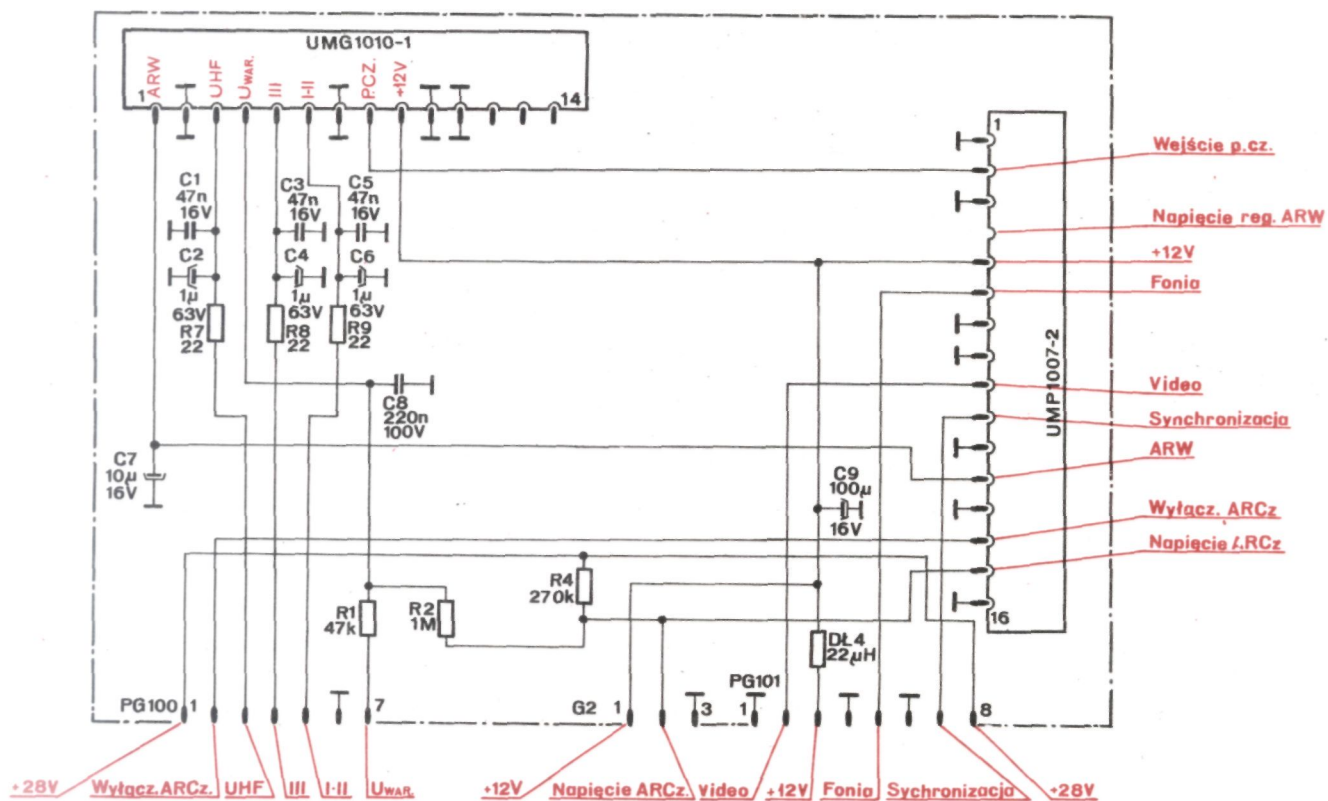 UMG1010-1
ARW
UHF
UWAR.
III
I-II
P.CZ.
+12V
1
14
C1
47n
16V
C3
47n
16V
C5
47n
16V
C2
1µ
63V
C4
1µ
63V
C6
1µ
63V
R7
22
R8
22
R9
22
C8
220n
100V
C7
10µ
16V
C9
100µ
16V
R1
47k
R2
1M
R4
270k
DŁ4
22µH
1
UMP1007-2
16
Wejście p.cz.
Napięcie reg. ARW
+12V
Fonia
Video
Synchronizacja
ARW
Wyłącz. ARCz
Napięcie ARCz
PG100 1
7
G2 1
3
PG101
1
8
+28V
Wyłącz. ARCz.
UHF
III
I-II
UWAR.
+12V
Napięcie ARCz.
Video
+12V
Fonia
Sychronizacja
+28V